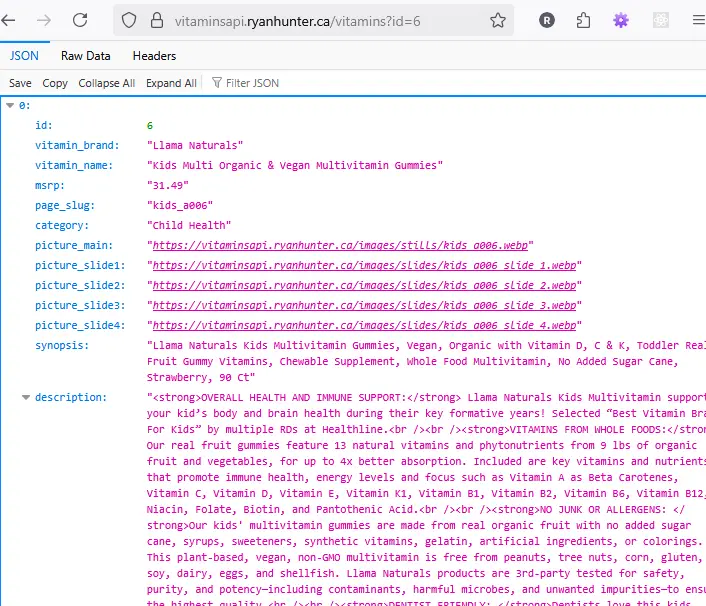 vitaminsapi.ryanhunter.ca/vitamins?id=6
R
JSON Raw Data Headers
Save Copy Collapse All Expand All Filter JSON
0:
id: 6
vitamin_brand: "Llama Naturals"
vitamin_name: "Kids Multi Organic & Vegan Multivitamin Gummies"
msrp: "31.49"
page_slug: "kids_a006"
category: "Child Health"
picture_main: "https://vitaminsapi.ryanhunter.ca/images/stills/kids_a006.webp"
picture_slide1: "https://vitaminsapi.ryanhunter.ca/images/slides/kids_a006_slide_1.webp"
picture_slide2: "https://vitaminsapi.ryanhunter.ca/images/slides/kids_a006_slide_2.webp"
picture_slide3: "https://vitaminsapi.ryanhunter.ca/images/slides/kids_a006_slide_3.webp"
picture_slide4: "https://vitaminsapi.ryanhunter.ca/images/slides/kids_a006_slide_4.webp"
synopsis: "Llama Naturals Kids Multivitamin Gummies, Vegan, Organic with Vitamin D, C & K, Toddler Real
Fruit Gummy Vitamins, Chewable Supplement, Whole Food Multivitamin, No Added Sugar Cane,
Strawberry, 90 Ct"
description: "<strong>OVERALL HEALTH AND IMMUNE SUPPORT:</strong> Llama Naturals Kids Multivitamin support
your kid's body and brain health during their key formative years! Selected “Best Vitamin Bra
For Kids” by multiple RDs at Healthline.<br /><br /><strong>VITAMINS FROM WHOLE FOODS:</stron
Our real fruit gummies feature 13 natural vitamins and phytonutrients from 9 lbs of organic
fruit and vegetables, for up to 4x better absorption. Included are key vitamins and nutrients
that promote immune health, energy levels and focus such as Vitamin A as Beta Carotenes,
Vitamin C, Vitamin D, Vitamin E, Vitamin K1, Vitamin B1, Vitamin B2, Vitamin B6, Vitamin B12,
Niacin, Folate, Biotin, and Pantothenic Acid.<br /><br /><strong>NO JUNK OR ALLERGENS: </
strong>Our kids' multivitamin gummies are made from real organic fruit with no added sugar
cane, syrups, sweeteners, synthetic vitamins, gelatin, artificial ingredients, or colorings.
This plant-based, vegan, non-GMO multivitamin is free from peanuts, tree nuts, corn, gluten,
soy, dairy, eggs, and shellfish. Llama Naturals products are 3rd-party tested for safety,
purity, and potency—including contaminants, harmful microbes, and unwanted impurities—to ensu
the highest quality.<br /><br /><strong>DENTIST FRIENDLY: </strong>Dentists love this kids